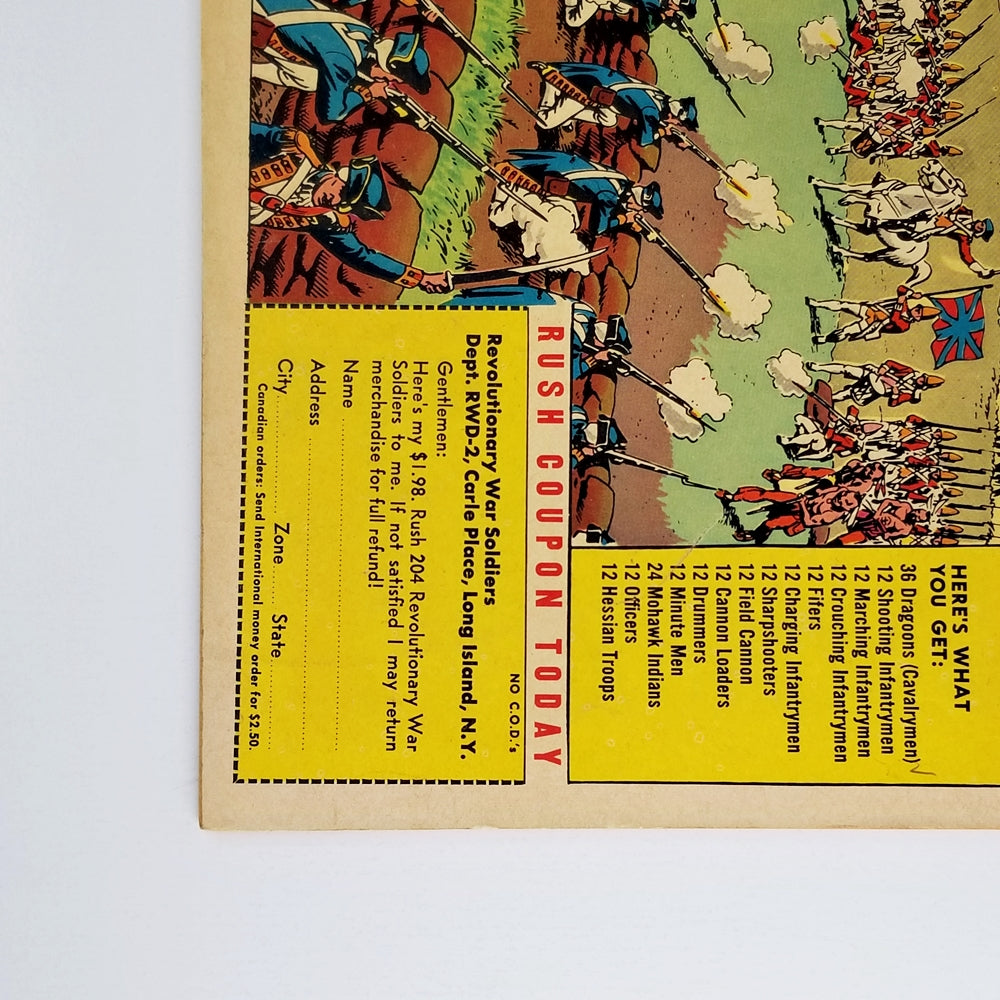 HERE'S WHAT
YOU GET:
36 Dragoons (Cavalrymen)
12 Shooting Infantrymen
12 Marching Infantrymen
12 Crouching Infantrymen
12 Fifers
12 Charging Infantrymen
12 Sharpshooters
12 Field Cannon
12 Cannon Loaders
12 Drummers
12 Minute Men
24 Mohawk Indians
12 Officers
12 Hessian Troops
RUSH COUPON TODAY
NO C.O.D.'s
Revolutionary War Soldiers
Dept. RWD-2, Carle Place, Long Island, N.Y.
Gentlemen:
Here's my $1.98. Rush 204 Revolutionary War
Soldiers to me. If not satisfied I may return
merchandise for full refund!
Name
Address
City Zone State
Canadian orders: Send International money order for $2.50.